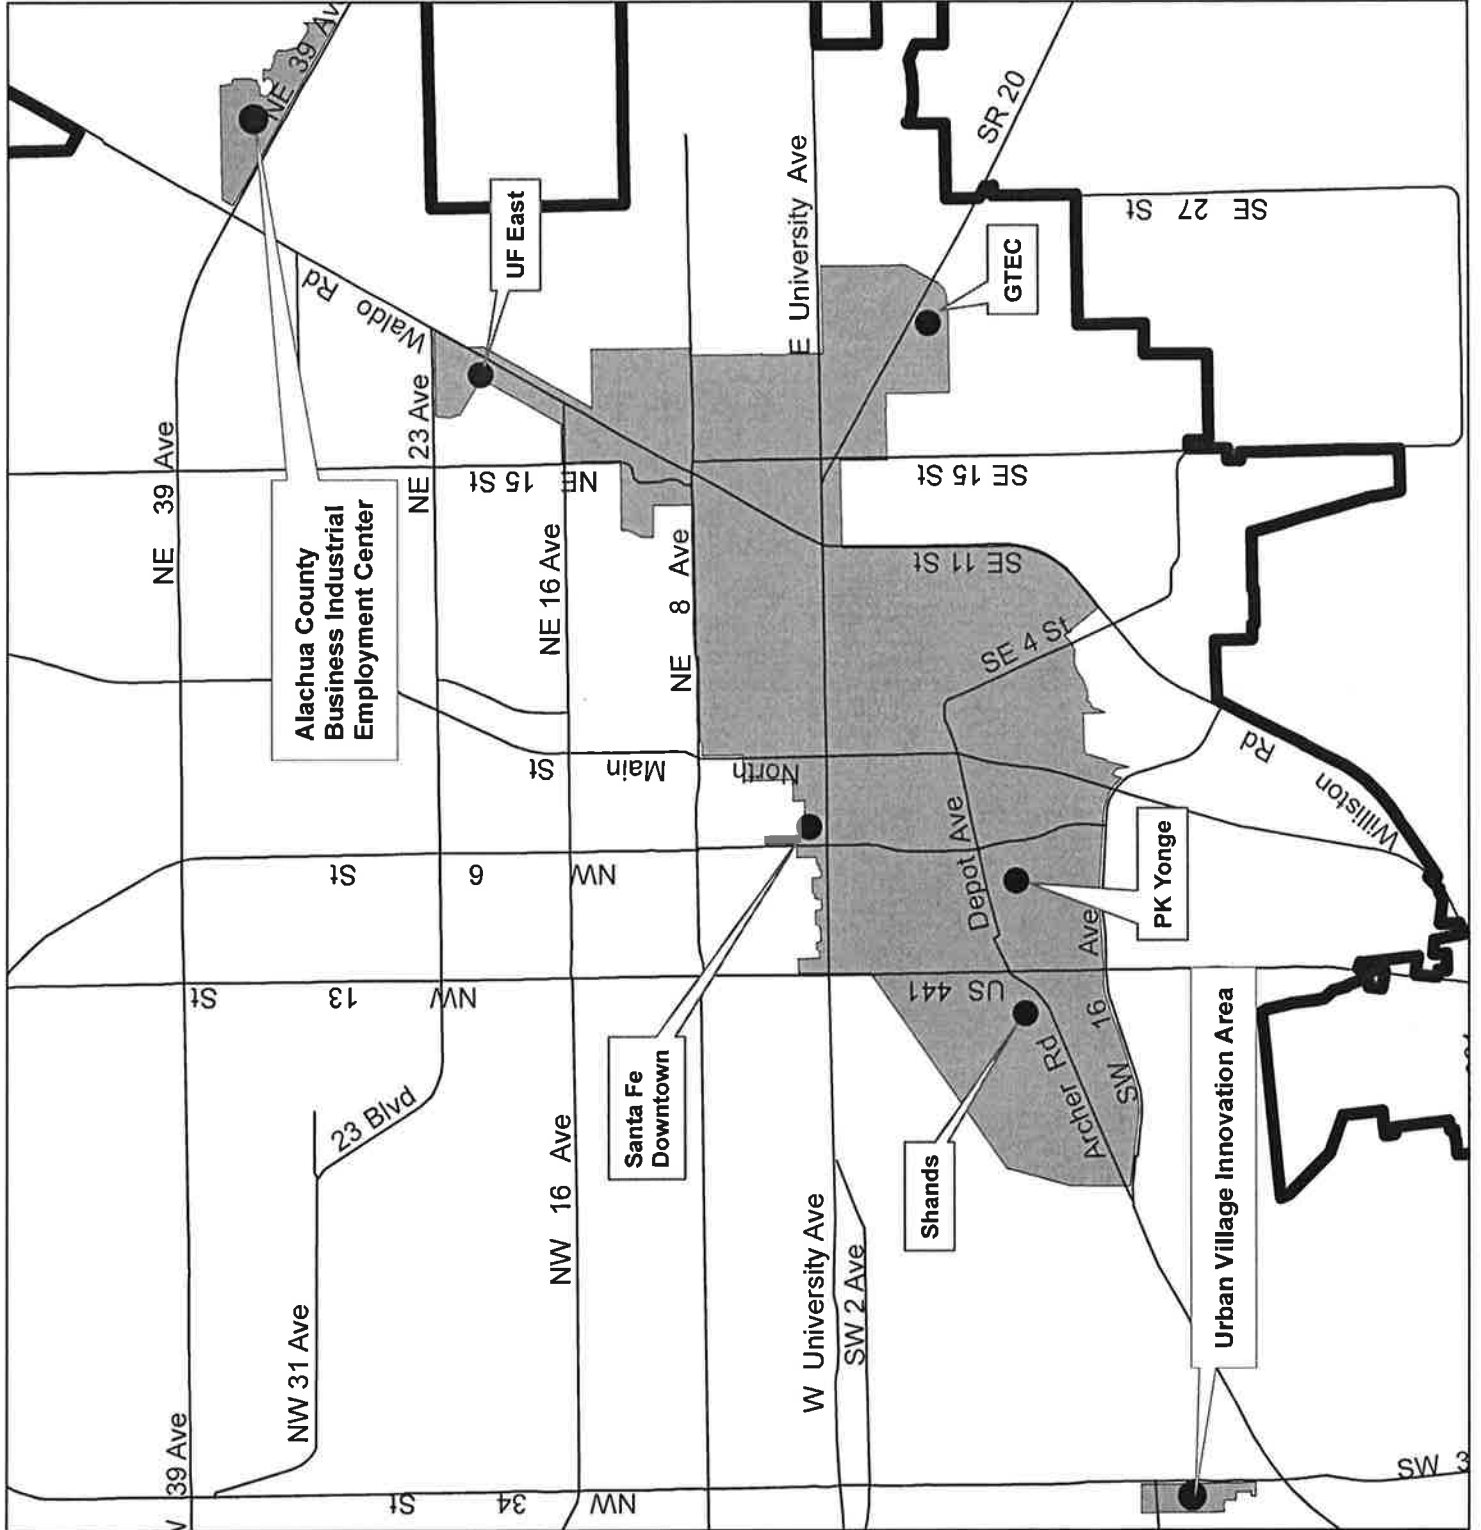 NE 39 Ave
NE 39 Ave
Alachua County
Business Industrial
Employment Center
Waldo Rd
UF East
NE 23 Ave
NE 15 St
NE 16 Ave
NE 8 Ave
E University Ave
SR 20
GTEC
SE 27 St
SE 15 St
SE 11 St
SE 4 St
North Main St
NW 6 St
NW 13 St
US 441
Depot Ave
PK Yonge
Williston Rd
SW 16 Ave
Archer Rd
Shands
Santa Fe
Downtown
23 Blvd
NW 31 Ave
NW 16 Ave
W University Ave
SW 2 Ave
39 Ave
NW 34 St
SW 3
Urban Village Innovation Area